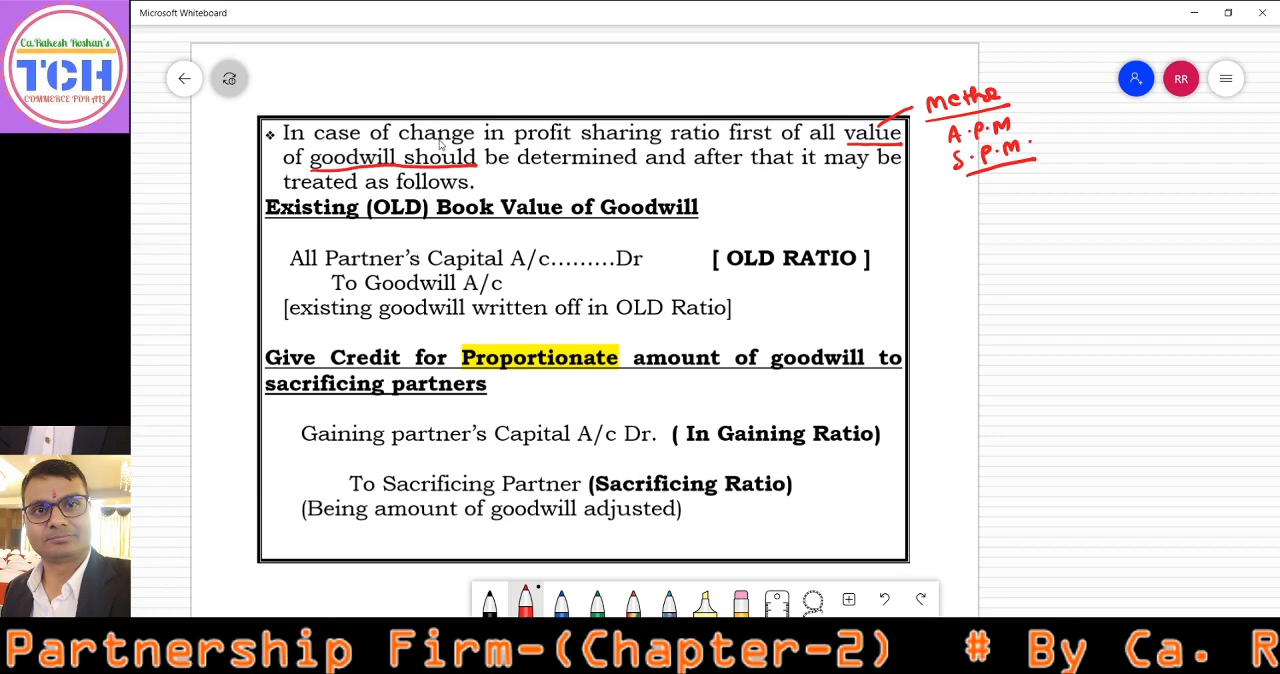 Microsoft Whiteboard
Ca.Rakesh Roshan's
TCH
COMMERCE FOR ALL
RR
Metho
A.P.M
S.P.M.
❖ In case of change in profit sharing ratio first of all value
of goodwill should be determined and after that it may be
treated as follows.
Existing (OLD) Book Value of Goodwill
All Partner's Capital A/c………Dr [ OLD RATIO ]
To Goodwill A/c
[existing goodwill written off in OLD Ratio]
Give Credit for Proportionate amount of goodwill to
sacrificing partners
Gaining partner's Capital A/c Dr. ( In Gaining Ratio)
To Sacrificing Partner (Sacrificing Ratio)
(Being amount of goodwill adjusted)
Partnership Firm-(Chapter-2) # By Ca. R